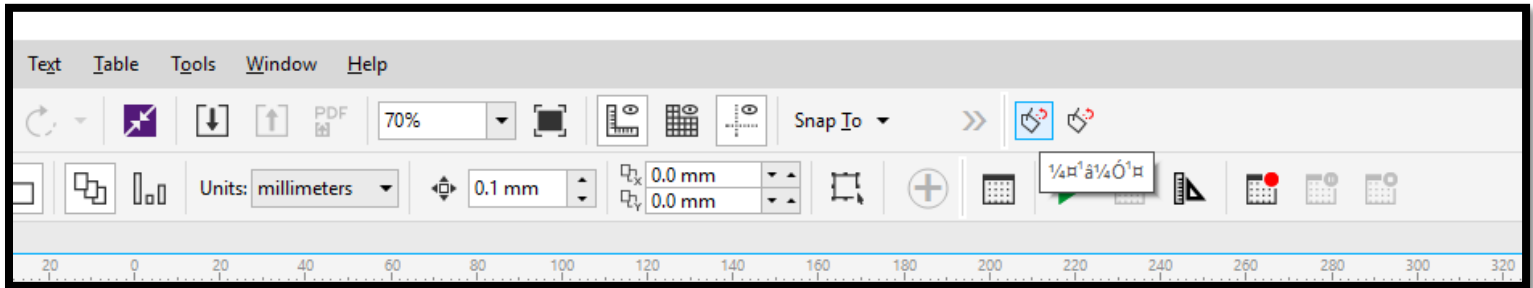 Text Table Tools Window Help
PDF 70% Snap To
Units: millimeters 0.1 mm 0.0 mm
0.0 mm
¼¤¹â¼Ó¹¤
20 0 20 40 60 80 100 120 140 160 180 200 220 240 260 280 300 320